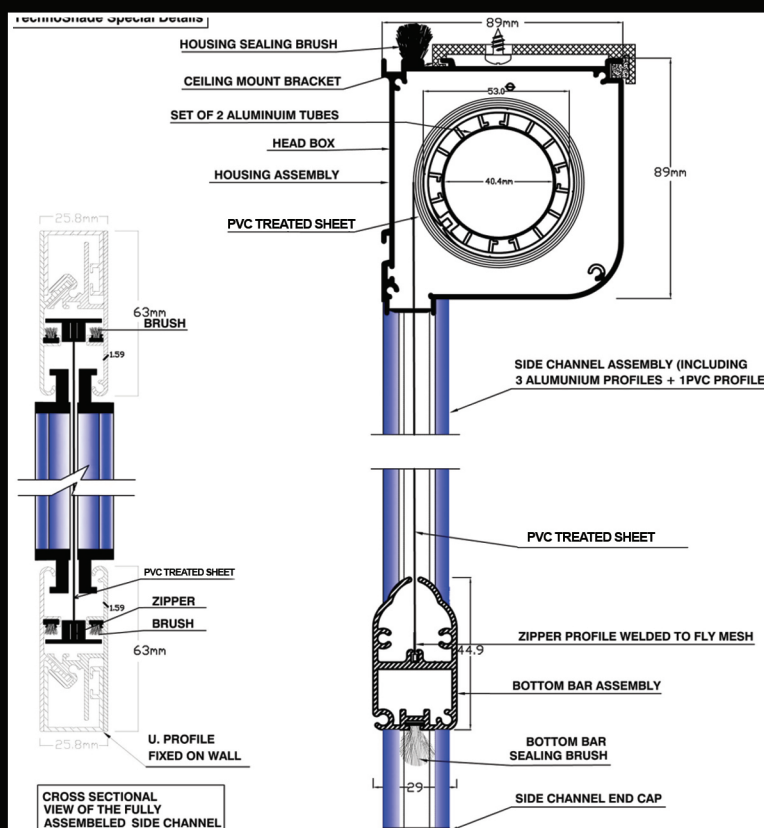 TechnoShade Special Details
89mm
HOUSING SEALING BRUSH
CEILING MOUNT BRACKET
53.0
SET OF 2 ALUMINUIM TUBES
HEAD BOX
89mm
HOUSING ASSEMBLY
40.4mm
PVC TREATED SHEET
25.8mm
63mm
BRUSH
1.59
SIDE CHANNEL ASSEMBLY (INCLUDING
3 ALUMUNIUM PROFILES + 1PVC PROFILE
PVC TREATED SHEET
PVC TREATED SHEET
1.59
ZIPPER
BRUSH
ZIPPER PROFILE WELDED TO FLY MESH
44.9
63mm
BOTTOM BAR ASSEMBLY
25.8mm
U. PROFILE
FIXED ON WALL
BOTTOM BAR
SEALING BRUSH
29
SIDE CHANNEL END CAP
CROSS SECTIONAL
VIEW OF THE FULLY
ASSEMBELED SIDE CHANNEL